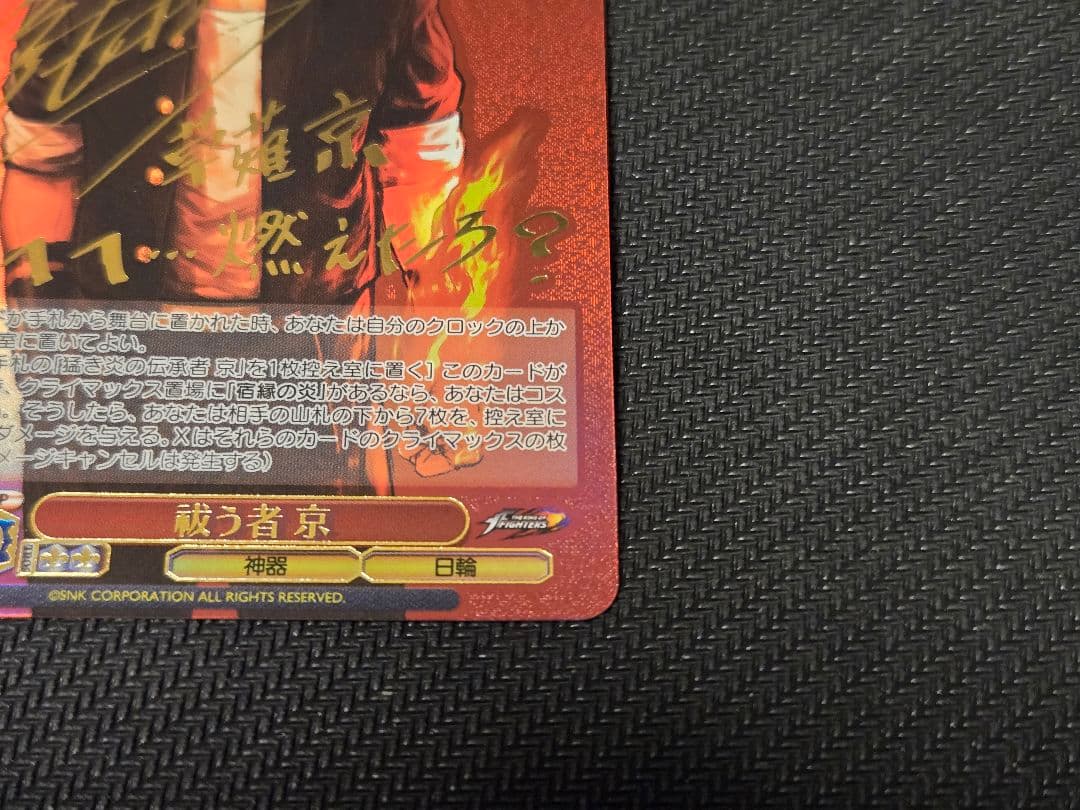 草薙 京
…燃えたろ?
が手札から舞台に置かれた時、あなたは自分のクロックの上か
室に置いてよい。
札の「猛き炎の伝承者 京」を1枚控え室に置く］ このカードが
クライマックス置場に「宿縁の炎」があるなら、あなたはコス
。そうしたら、あなたは相手の山札の下から7枚を、控え室に
ダメージを与える。Xはそれらのカードのクライマックスの枚
メージキャンセルは発生する）
祓う者 京
THE KING OF FIGHTERS
神器 日輪
©SNK CORPORATION ALL RIGHTS RESERVED.